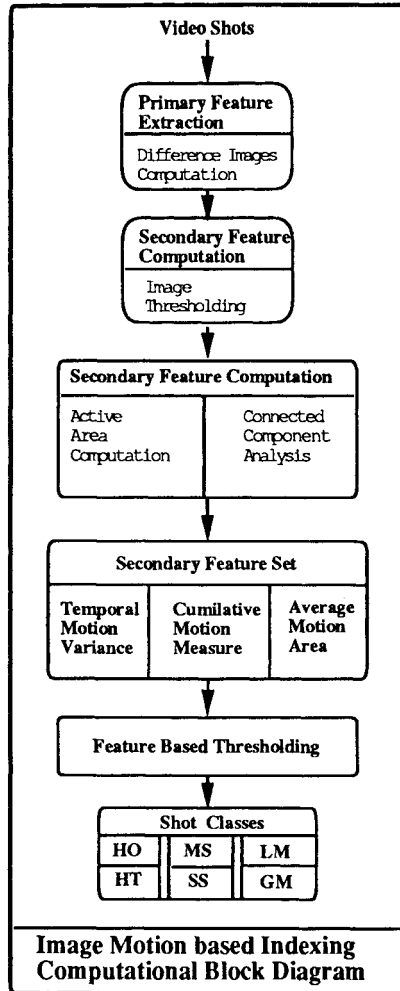 Video Shots
Primary Feature
Extraction
Difference Images
Computation
Secondary Feature
Computation
Image
Thresholding
Secondary Feature Computation
Active
Area
Computation
Connected
Component
Analysis
Secondary Feature Set
Temporal
Motion
Variance
Cumilative
Motion
Measure
Average
Motion
Area
Feature Based Thresholding
Shot Classes
HO MS LM
HT SS GM
Image Motion based Indexing
Computational Block Diagram